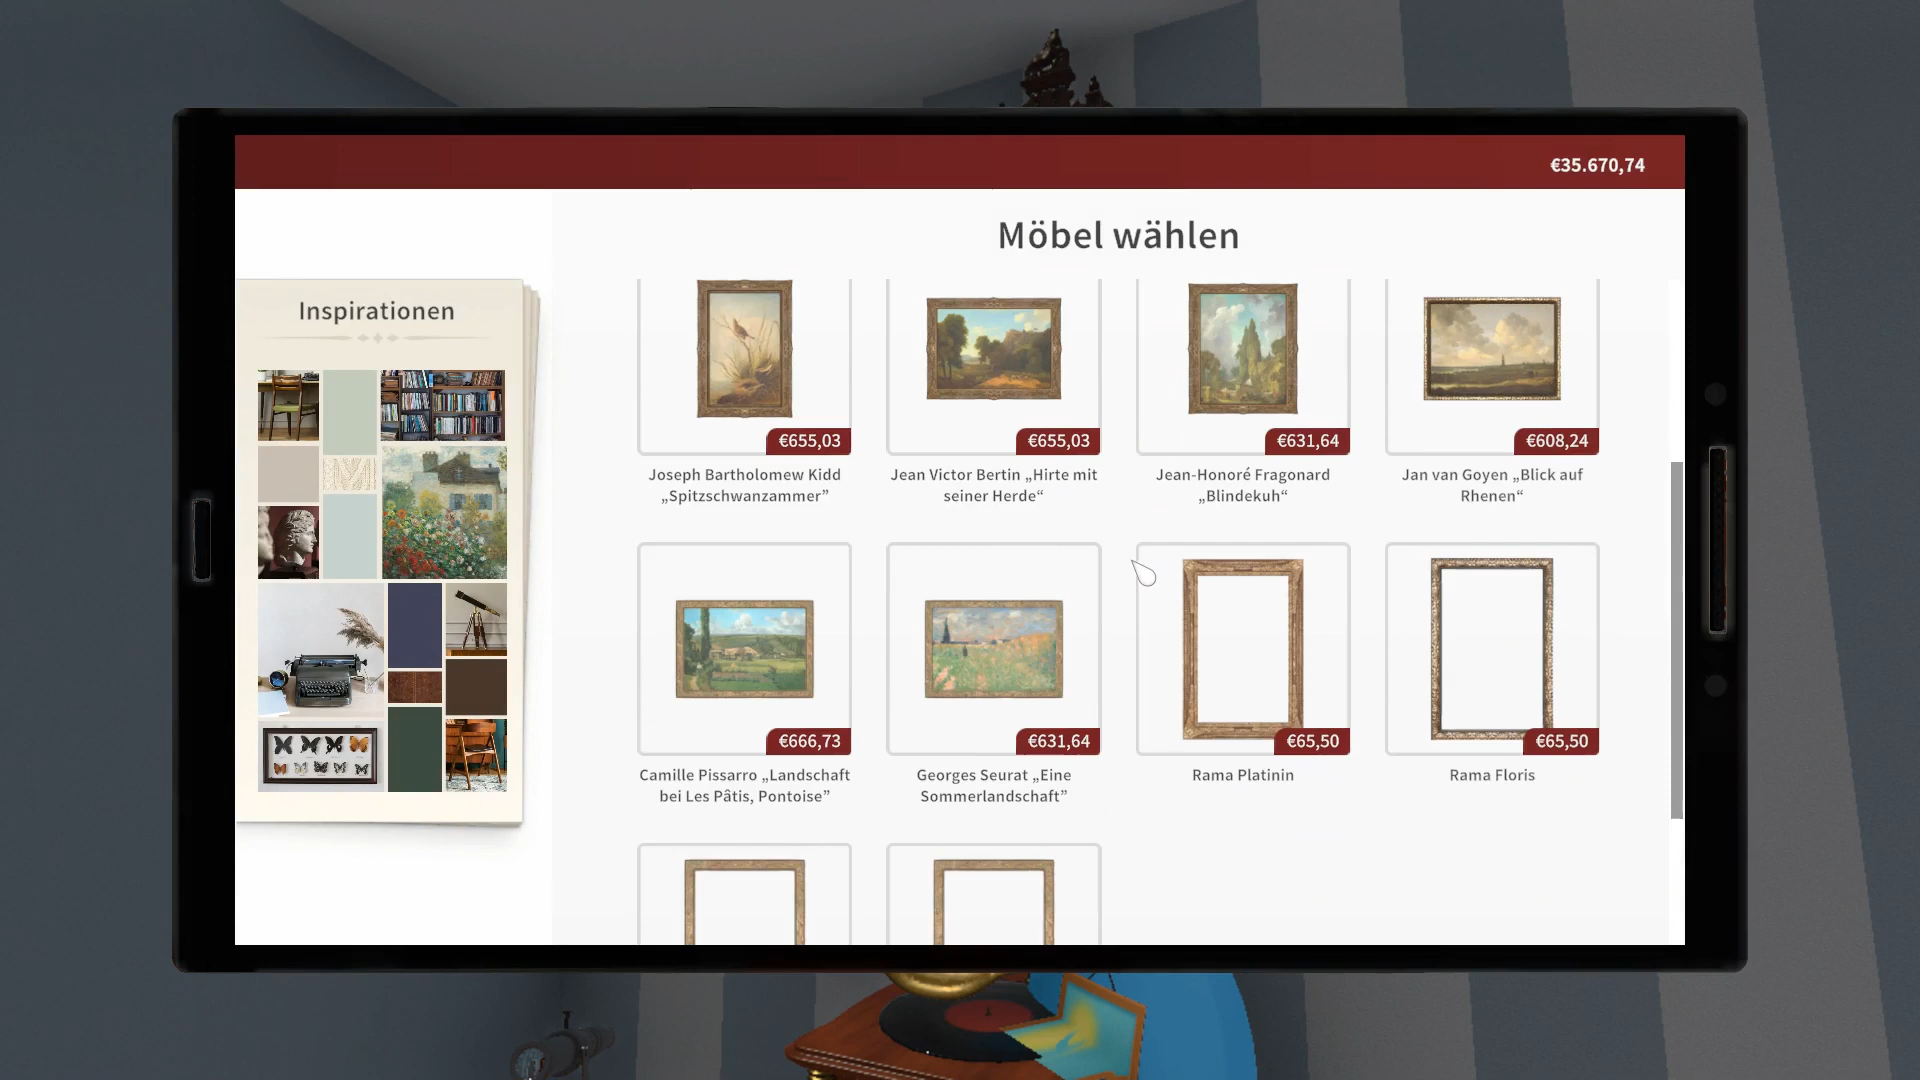 €35.670,74
Möbel wählen
Inspirationen
€655,03
€655,03
€631,64
€608,24
Joseph Bartholomew Kidd
„Spitzschwanzammer”
Jean Victor Bertin „Hirte mit
seiner Herde“
Jean-Honoré Fragonard
„Blindekuh“
Jan van Goyen „Blick auf
Rhenen“
€666,73
€631,64
€65,50
€65,50
Camille Pissarro „Landschaft
bei Les Pâtis, Pontoise”
Georges Seurat „Eine
Sommerlandschaft”
Rama Platinin
Rama Floris